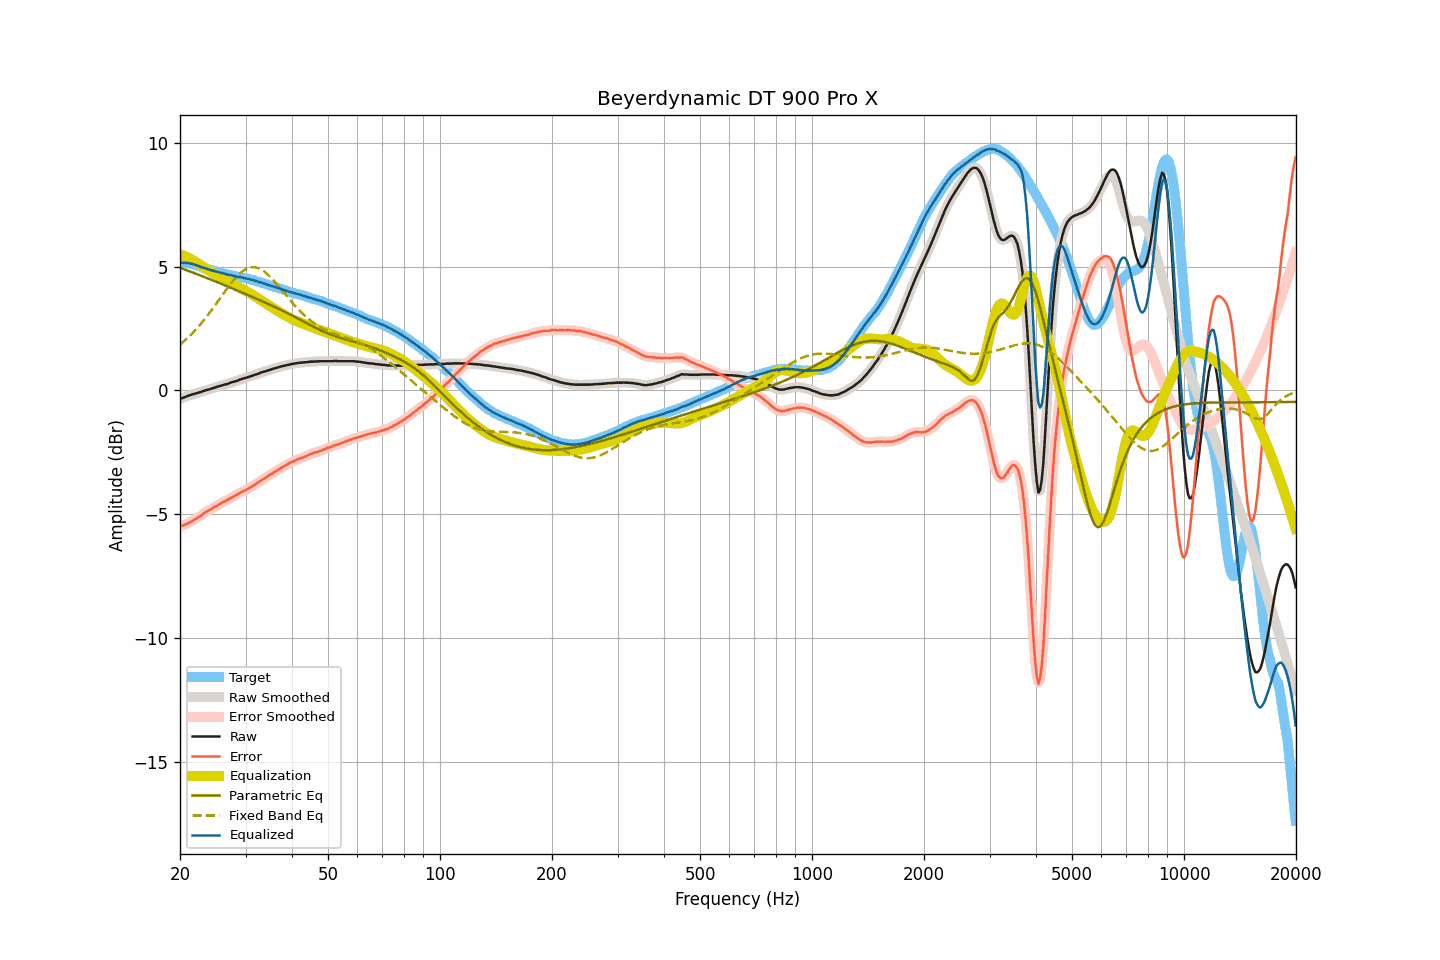 Beyerdynamic DT 900 Pro X
10
5
0
−5
−10
−15
Amplitude (dBr)
Target
Raw Smoothed
Error Smoothed
Raw
Error
Equalization
Parametric Eq
Fixed Band Eq
Equalized
20 50 100 200 500 1000 2000 5000 10000 20000
Frequency (Hz)